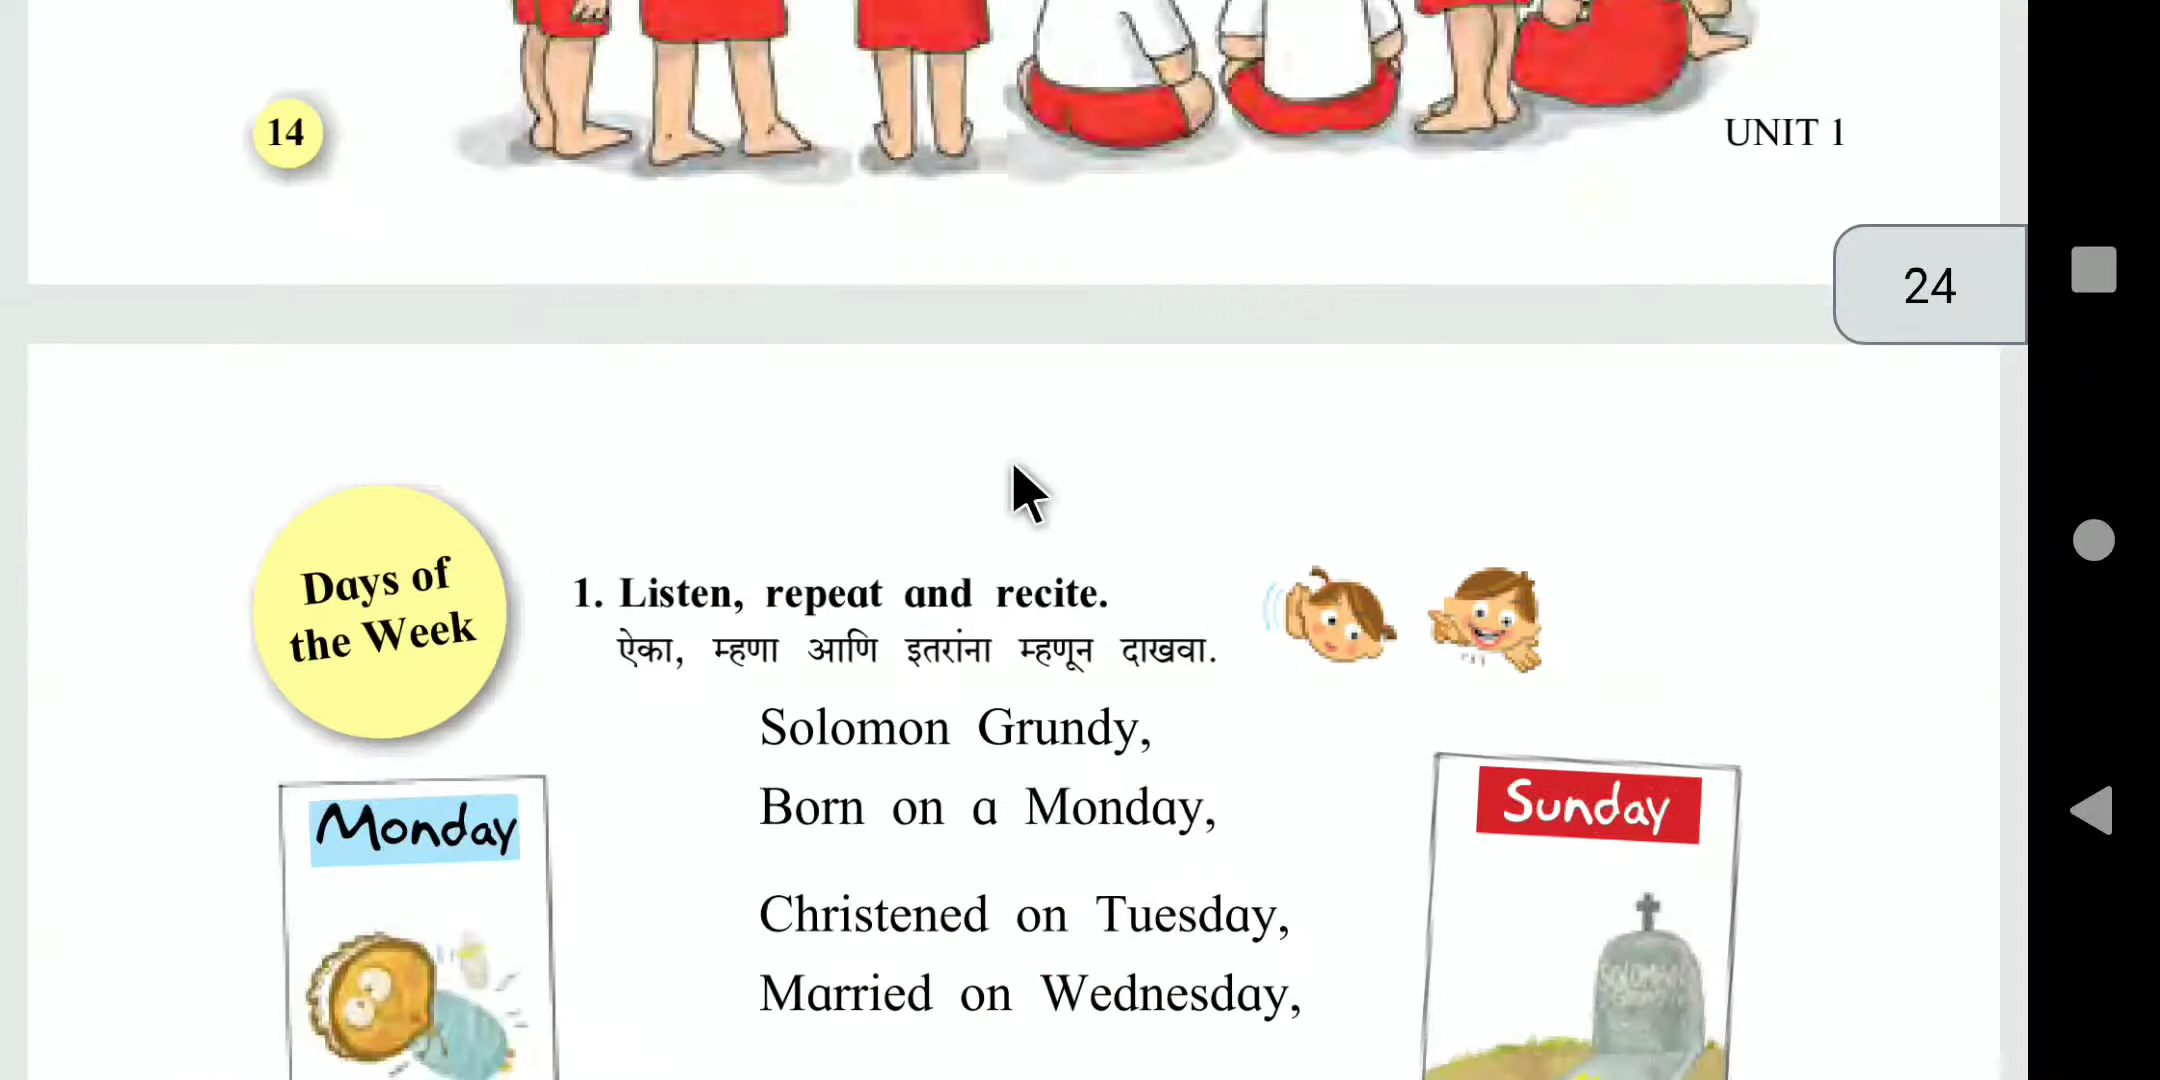 14
UNIT 1
24
Days of
the Week
1. Listen, repeat and recite.
ऐका, म्हणा आणि इतरांना म्हणून दाखवा.
Solomon Grundy,
Born on a Monday,
Christened on Tuesday,
Married on Wednesday,
Monday
Sunday